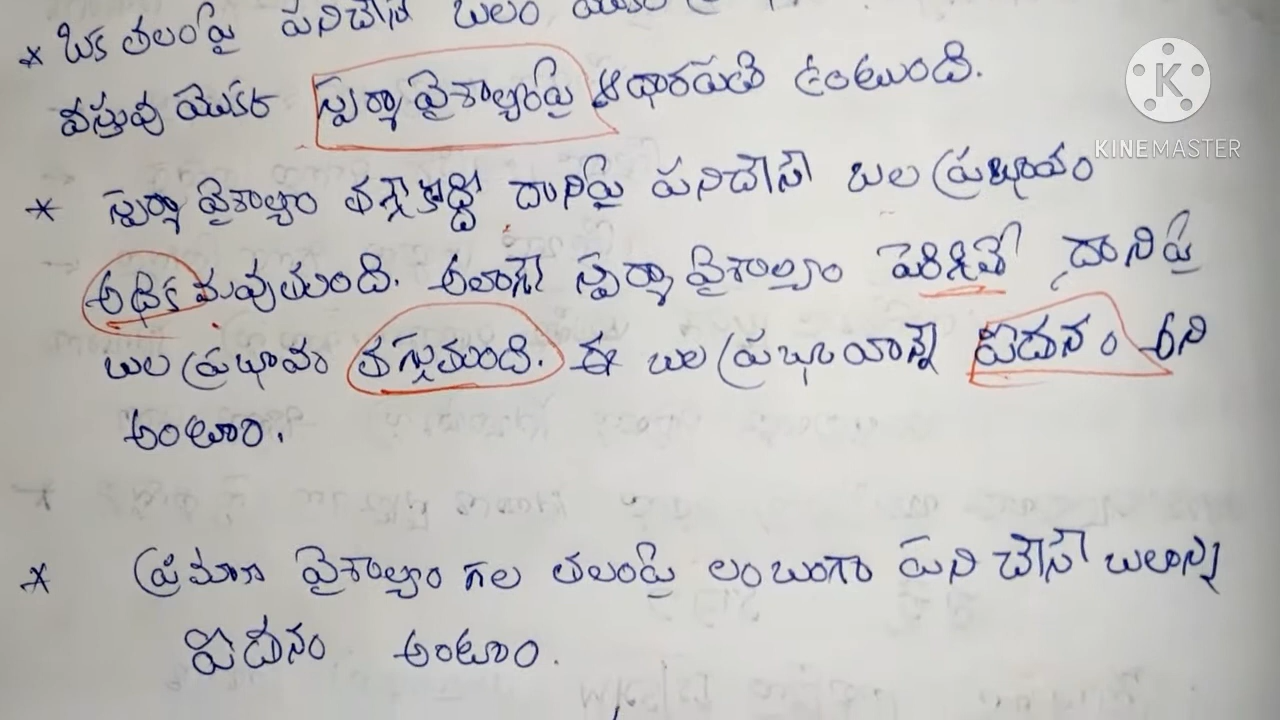 * ఒక తలంపై పనిచేసే బలం
వస్తువు యొక్క స్పర్శా వైశాల్యంపై ఆధారపడి ఉంటుంది.
* స్పర్శా వైశాల్యం తగ్గేకొద్దీ దానిపై పనిచేసే బల ప్రభావం
అధికమవుతుంది. అలాగే స్పర్శా వైశాల్యం పెరిగితే దానిపై
బల ప్రభావం తగ్గుతుంది. ఈ బల ప్రభావాన్నే పీడనం అని
అంటారు.
* ప్రమాణ వైశాల్యం గల తలంపై లంబంగా పని చేసే బలాన్ని
పీడనం అంటాం.
K
KINEMASTER